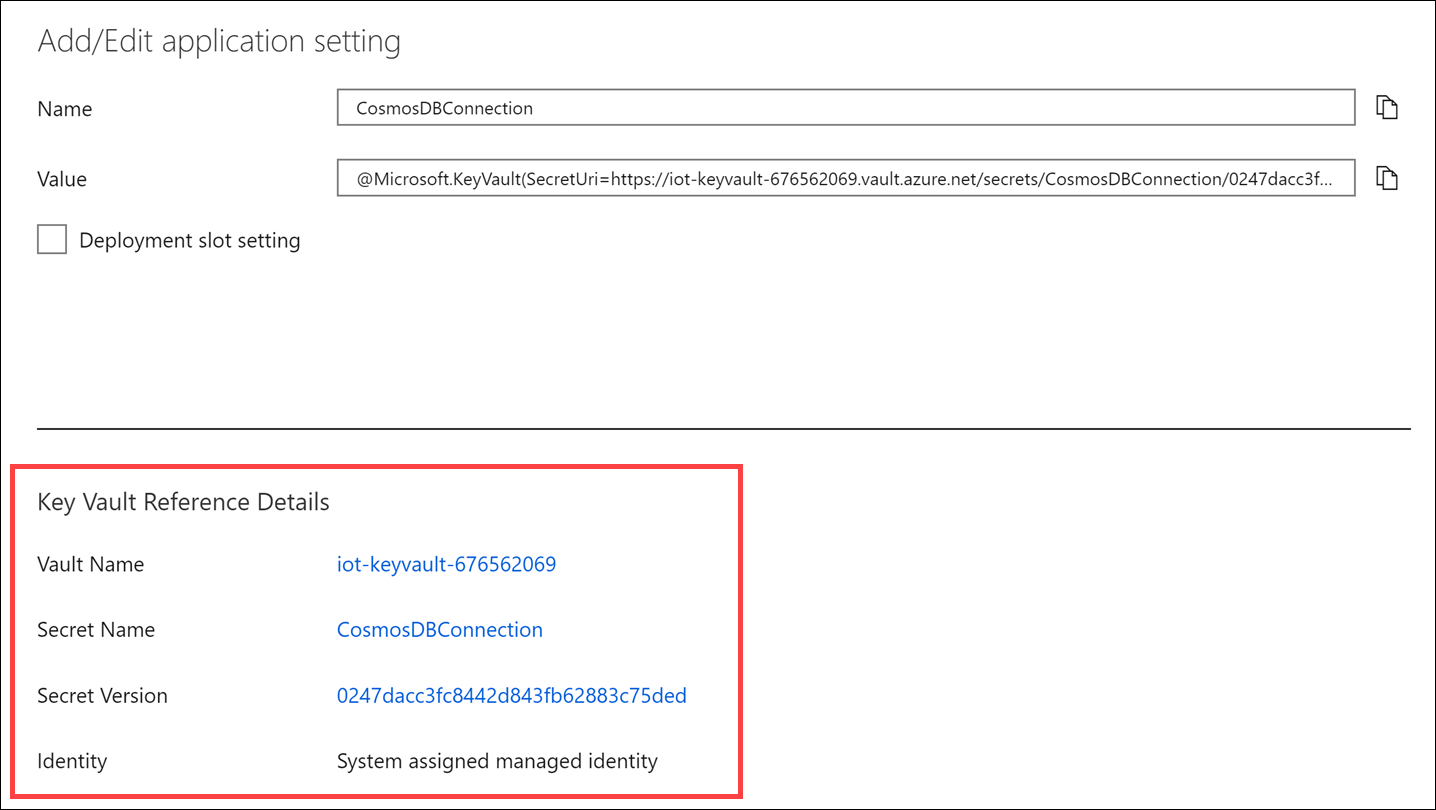 Add/Edit application setting
Name
CosmosDBConnection
Value
@Microsoft.KeyVault(SecretUri=https://iot-keyvault-676562069.vault.azure.net/secrets/CosmosDBConnection/0247dacc3f...
Deployment slot setting
Key Vault Reference Details
Vault Name iot-keyvault-676562069
Secret Name CosmosDBConnection
Secret Version 0247dacc3fc8442d843fb62883c75ded
Identity System assigned managed identity